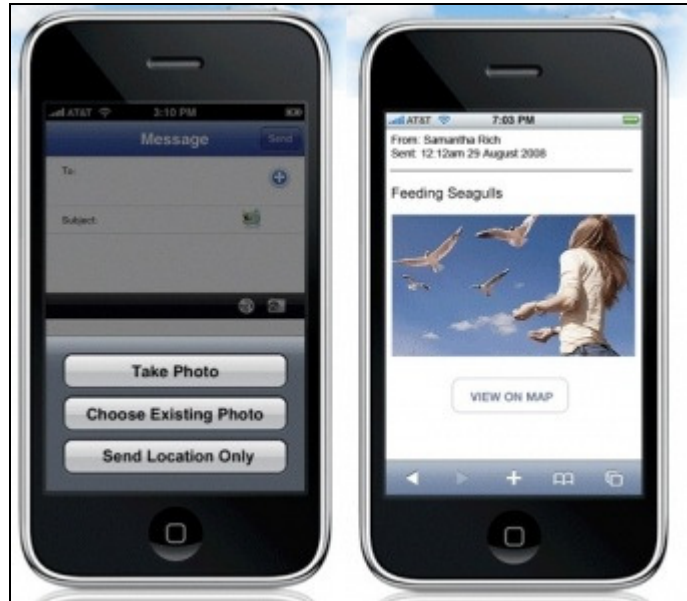 AT&T 3:10 PM
Message Send
To:
Subject:
Take Photo
Choose Existing Photo
Send Location Only
AT&T 7:03 PM
From: Samantha Rich
Sent: 12:12am 29 August 2008
Feeding Seagulls
VIEW ON MAP